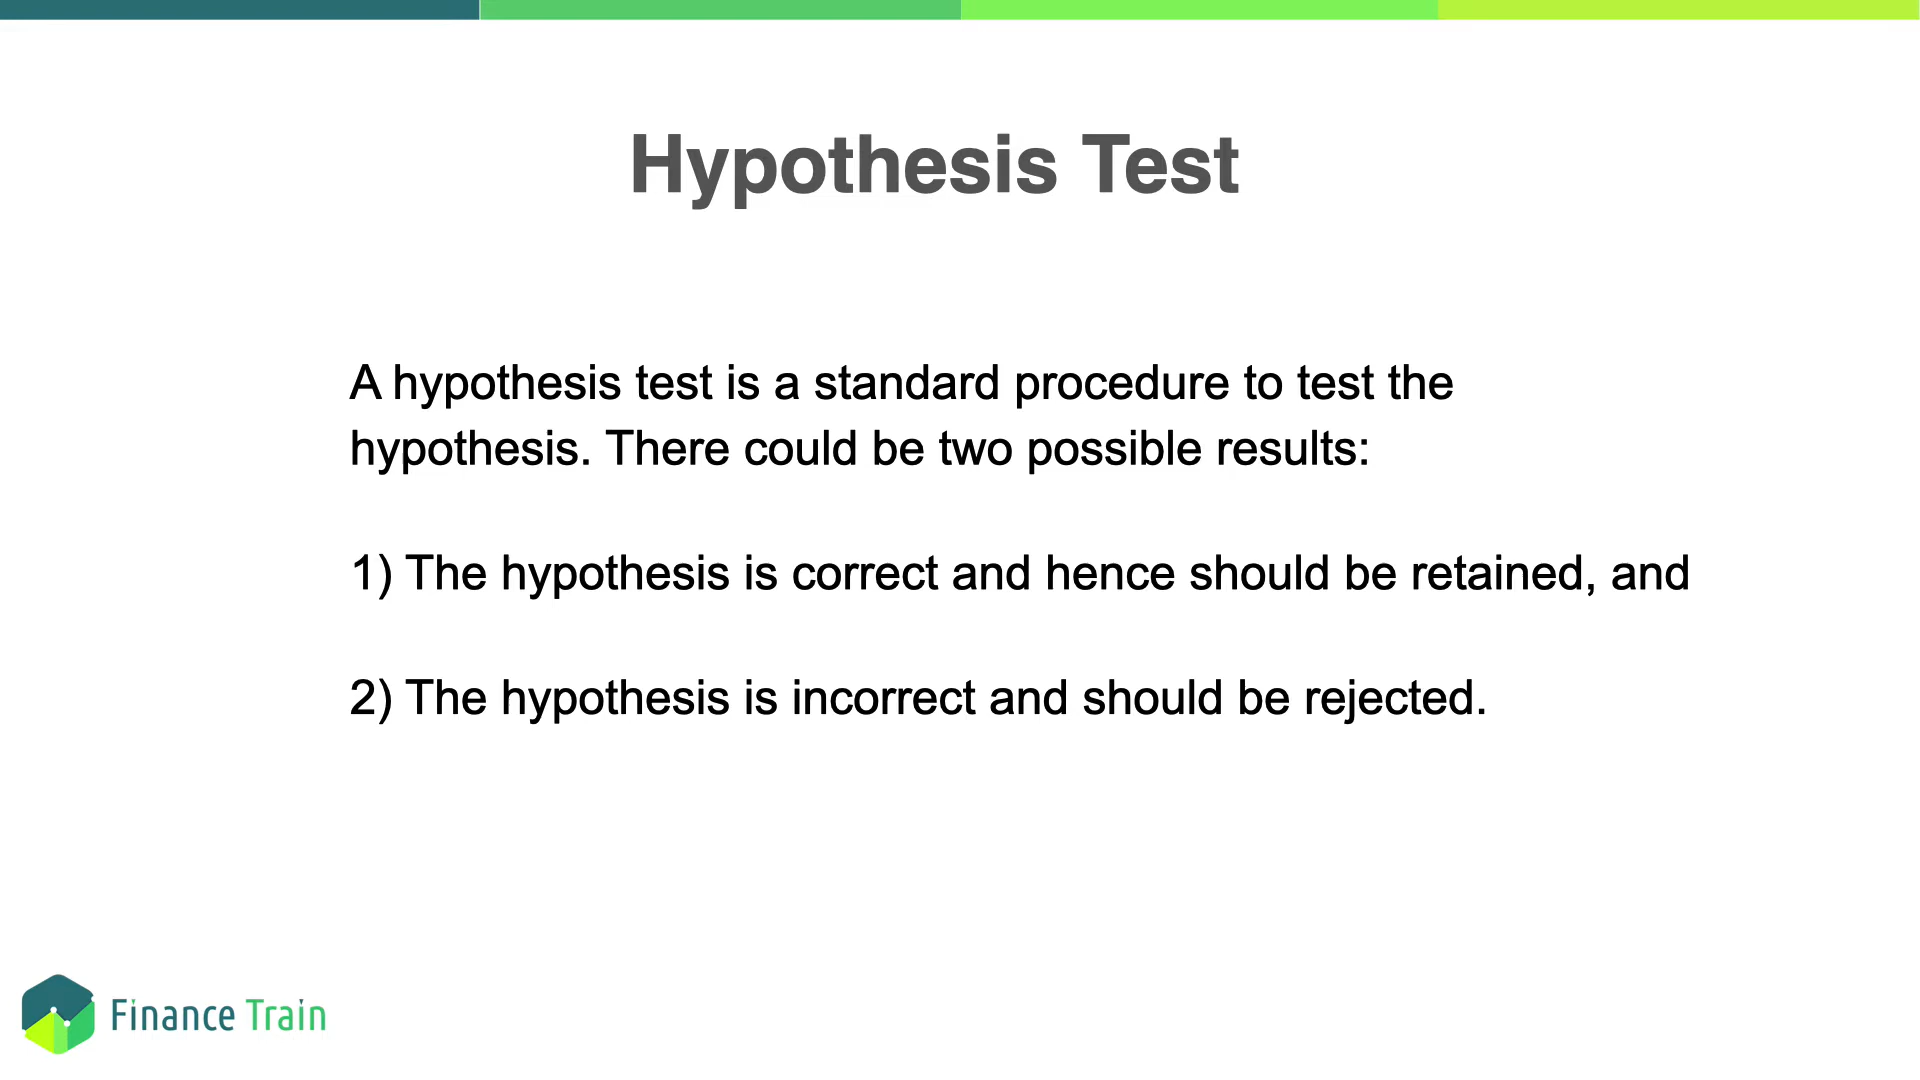 Hypothesis Test
A hypothesis test is a standard procedure to test the
hypothesis. There could be two possible results:
1) The hypothesis is correct and hence should be retained, and
2) The hypothesis is incorrect and should be rejected.
Finance Train